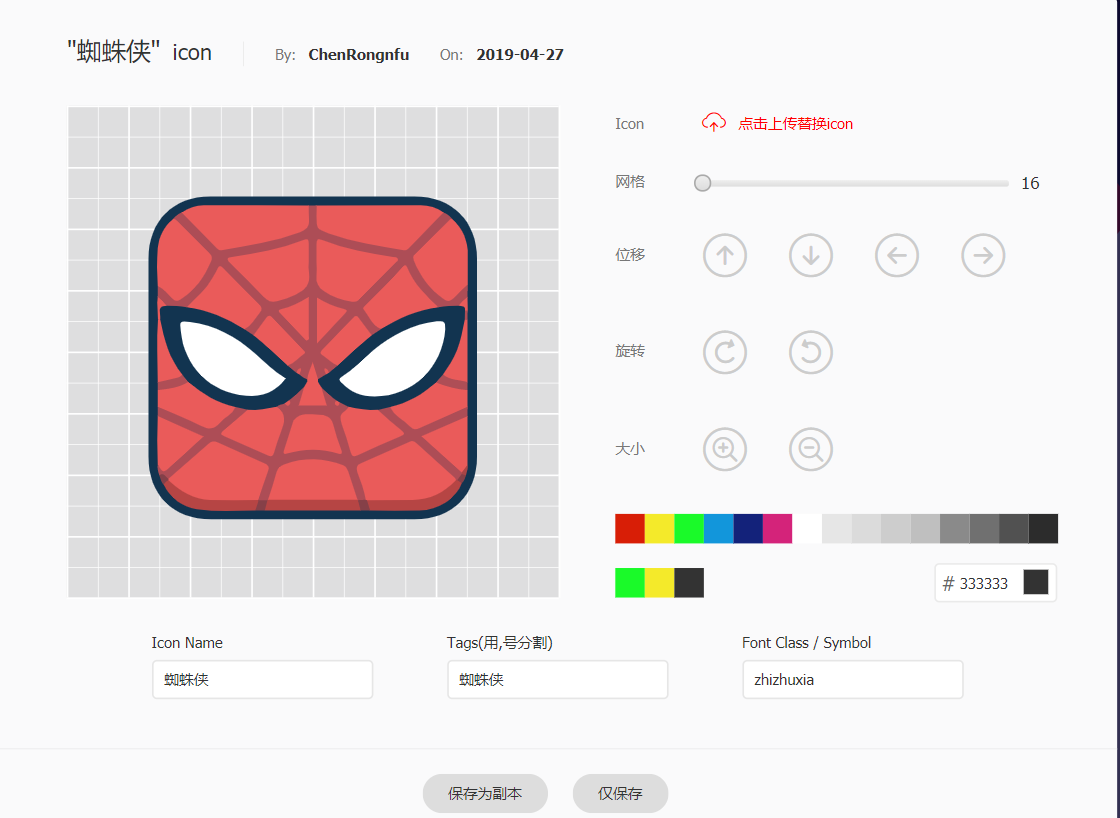 "蜘蛛侠" icon By: ChenRongnfu On: 2019-04-27
Icon 点击上传替换icon
网格 16
位移
旋转
大小
# 333333
Icon Name Tags(用,号分割) Font Class / Symbol
蜘蛛侠 蜘蛛侠 zhizhuxia
保存为副本 仅保存